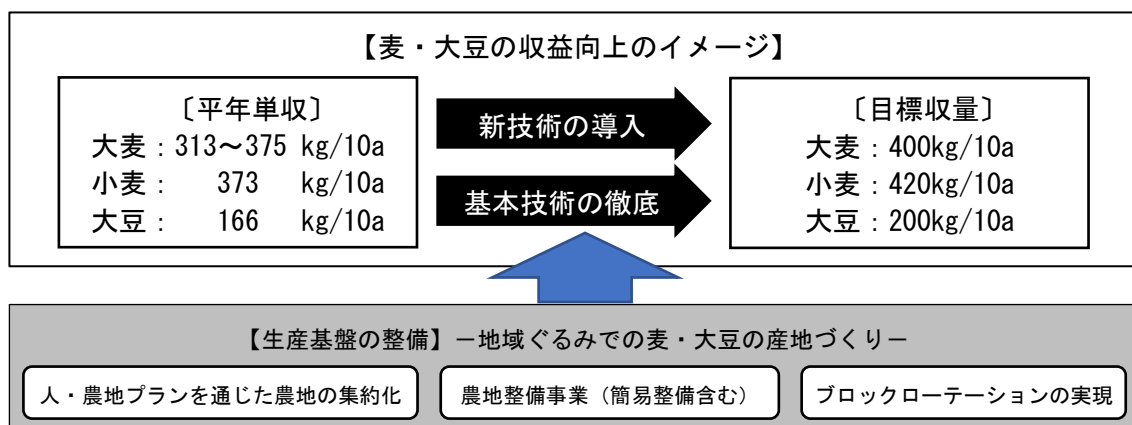 【麦・大豆の収益向上のイメージ】
〔平年単収〕
大麦：313～375 kg/10a
小麦： 373 kg/10a
大豆： 166 kg/10a
新技術の導入
基本技術の徹底
〔目標収量〕
大麦：400kg/10a
小麦：420kg/10a
大豆：200kg/10a
【生産基盤の整備】－地域ぐるみでの麦・大豆の産地づくり－
人・農地プランを通じた農地の集約化
農地整備事業（簡易整備含む）
ブロックローテーションの実現